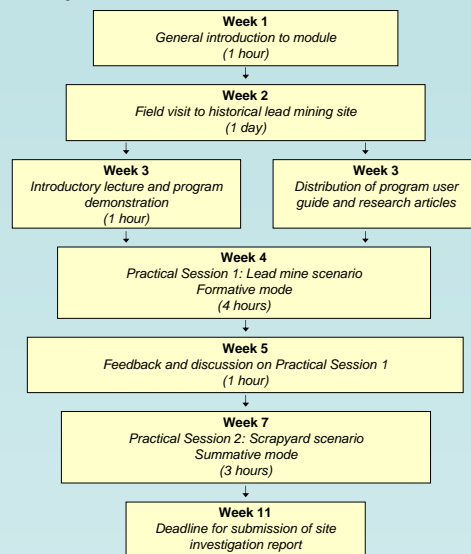 Week 1
General introduction to module
(1 hour)
Week 2
Field visit to historical lead mining site
(1 day)
Week 3
Introductory lecture and program
demonstration
(1 hour)
Week 3
Distribution of program user
guide and research articles
Week 4
Practical Session 1: Lead mine scenario
Formative mode
(4 hours)
Week 5
Feedback and discussion on Practical Session 1
(1 hour)
Week 7
Practical Session 2: Scrapyard scenario
Summative mode
(3 hours)
Week 11
Deadline for submission of site
investigation report